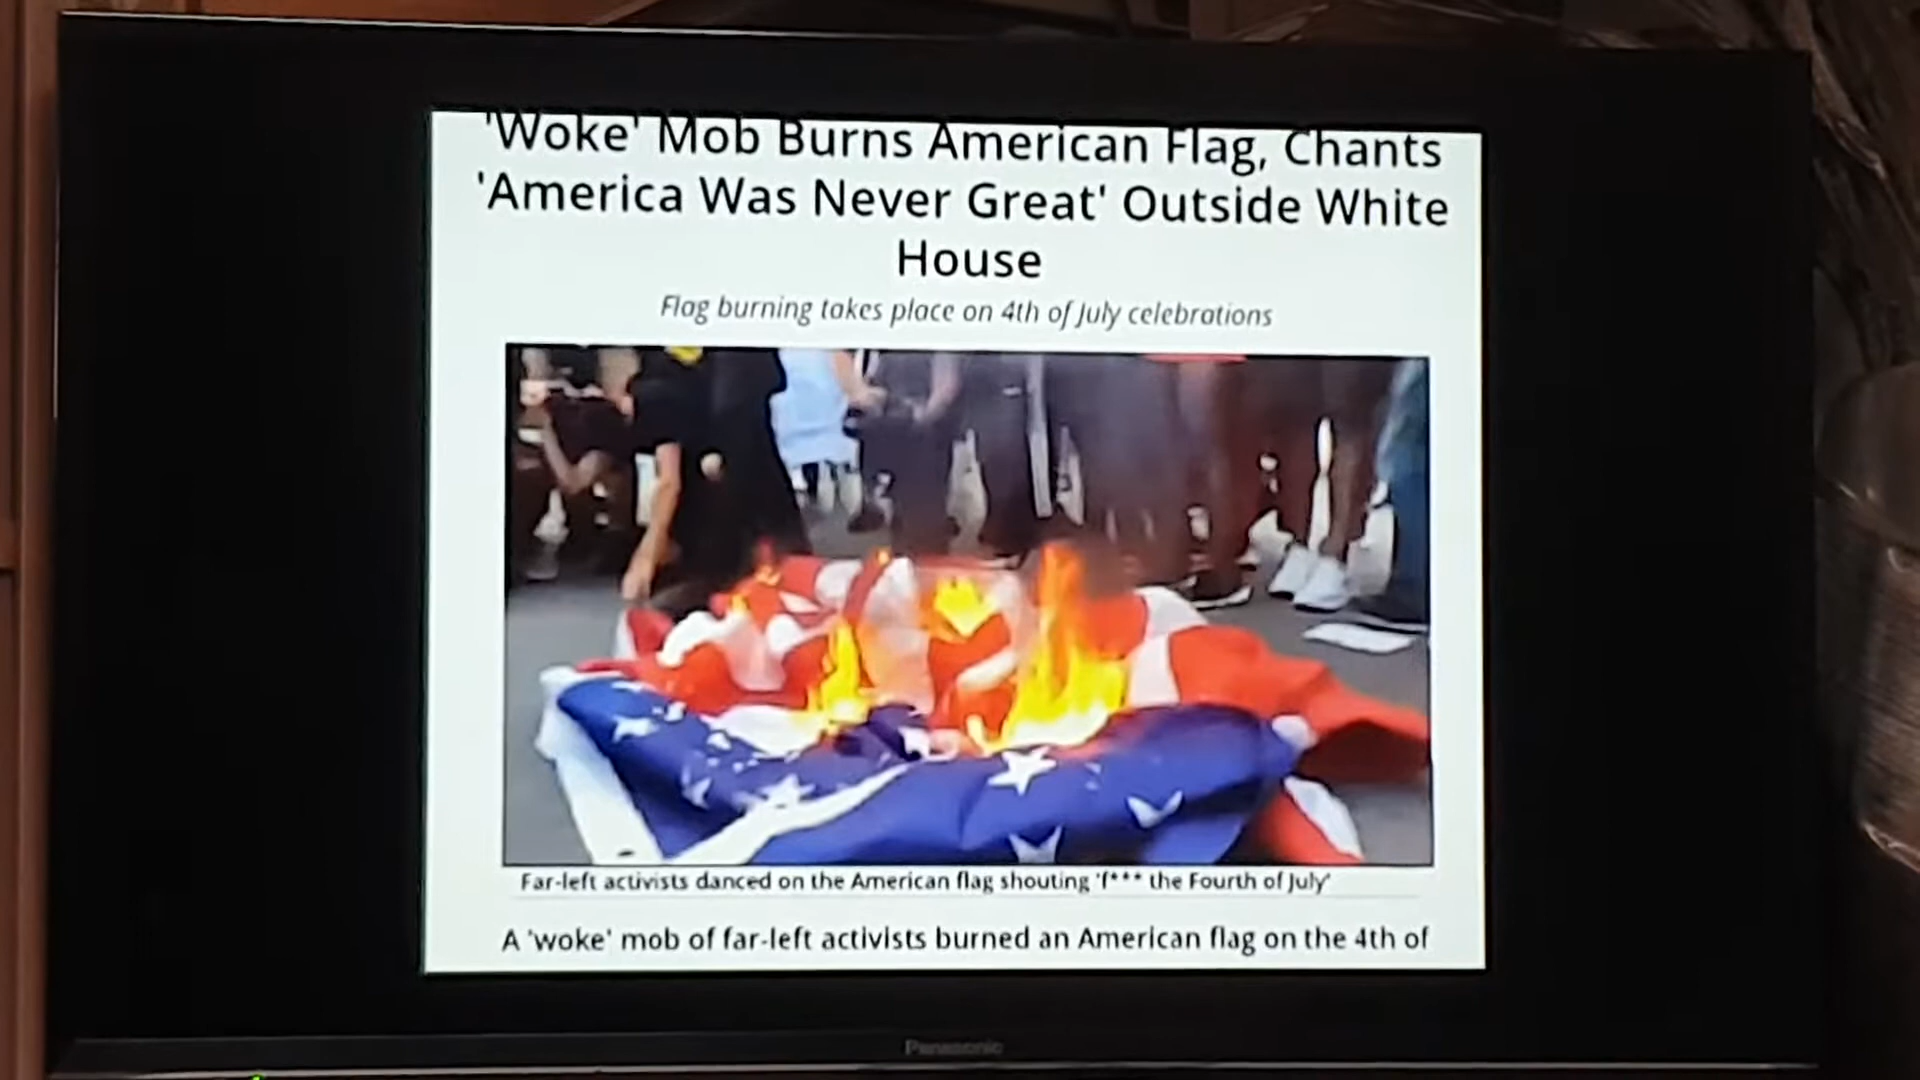 'Woke' Mob Burns American Flag, Chants
'America Was Never Great' Outside White
House
Flag burning takes place on 4th of July celebrations
Far-left activists danced on the American flag shouting 'f*** the Fourth of July'
A 'woke' mob of far-left activists burned an American flag on the 4th of
Panasonic